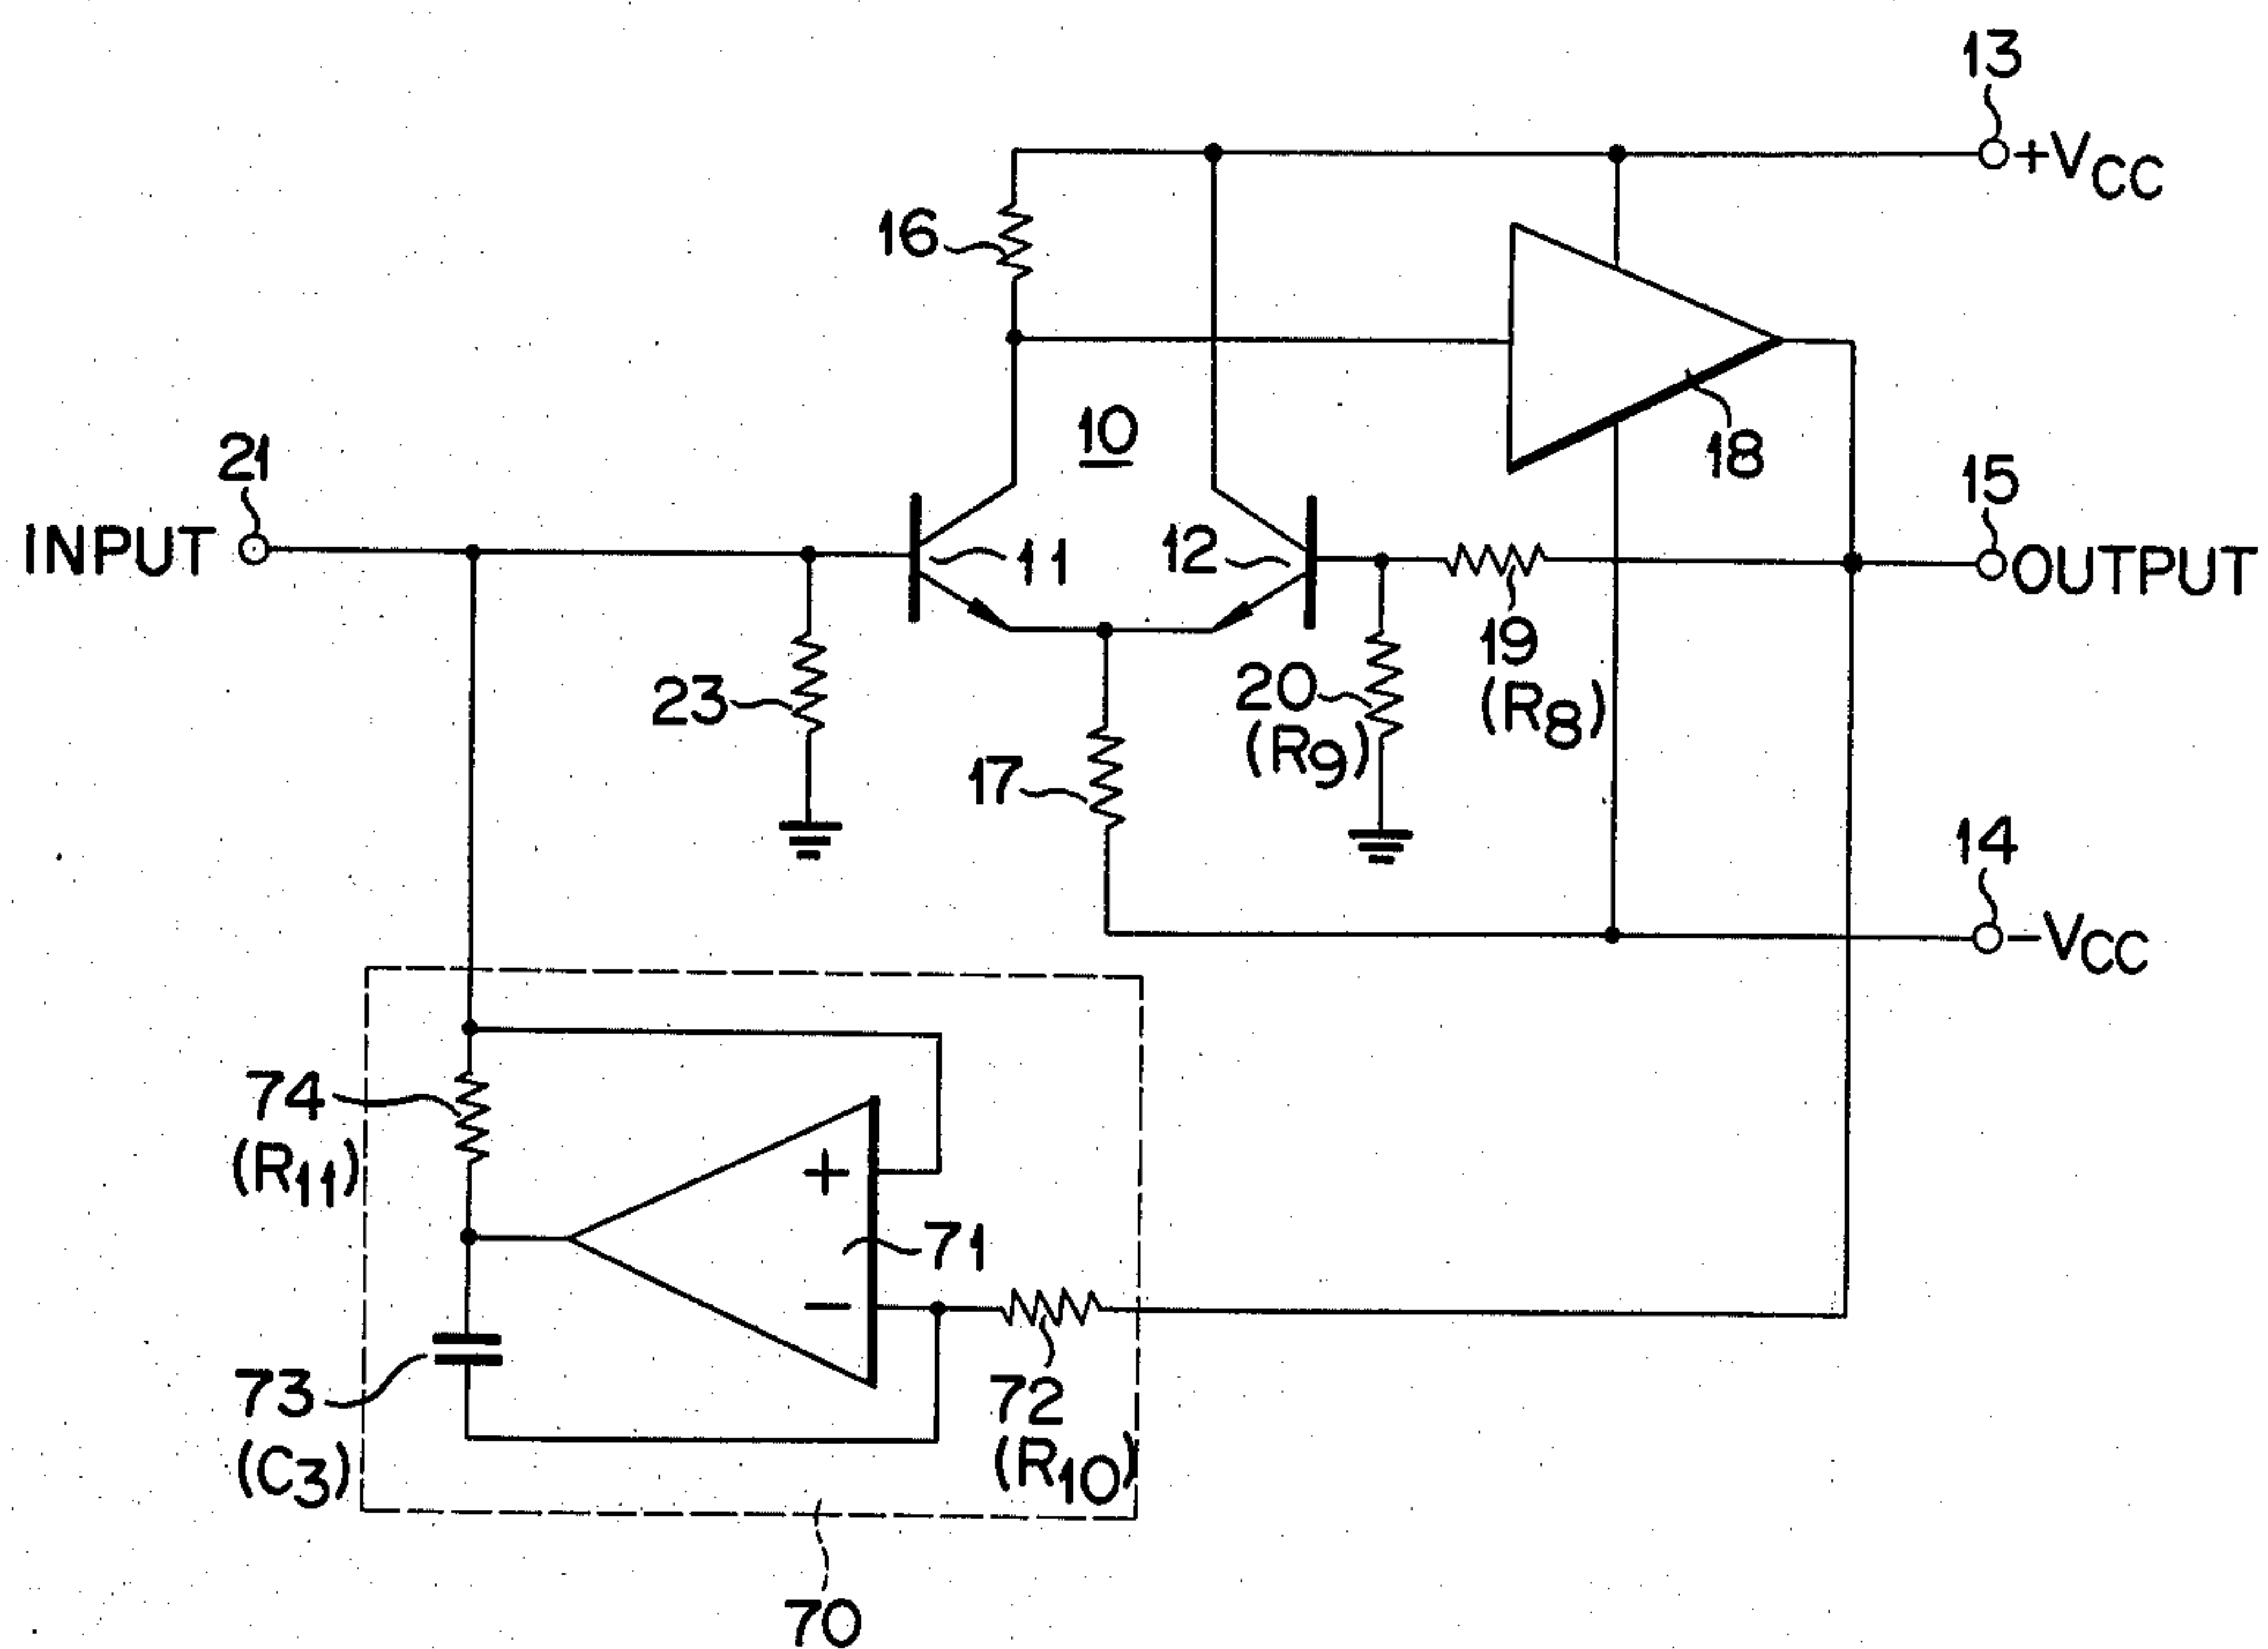 13
+VCC
16
10
18
21
INPUT
11
12
15
OUTPUT
19
(R8)
23
20
(R9)
17
14
-VCC
74
(R11)
+
71
−
73
(C3)
72
(R10)
70